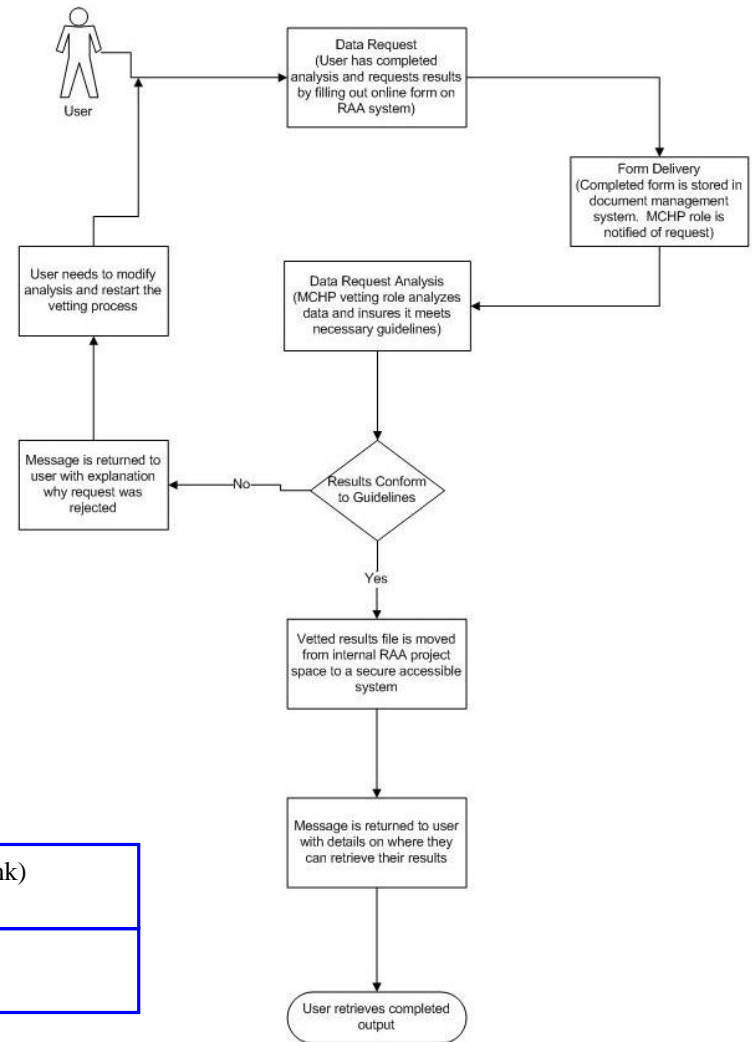 User
Data Request
(User has completed
analysis and requests results
by filling out online form on
RAA system)
Form Delivery
(Completed form is stored in
document management
system. MCHP role is
notified of request)
Data Request Analysis
(MCHP vetting role analyzes
data and insures it meets
necessary guidelines)
User needs to modify
analysis and restart the
vetting process
Message is returned to
user with explanation
why request was
rejected
No
Results Conform
to Guidelines
Yes
Vetted results file is moved
from internal RAA project
space to a secure accessible
system
Message is returned to user
with details on where they
can retrieve their results
User retrieves completed
output
nk)